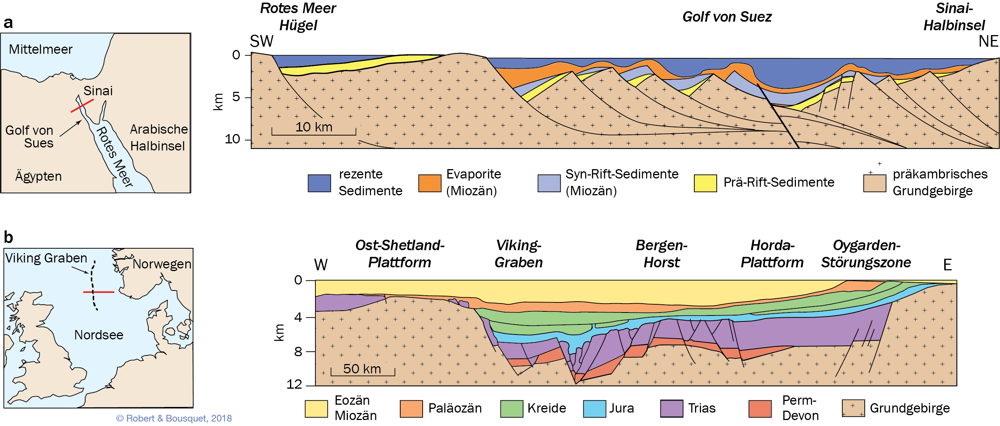 a
Mittelmeer
Sinai
Golf von
Sues
Rotes Meer
Arabische
Halbinsel
Ägypten
Rotes Meer
Hügel
Golf von Suez
Sinai-
Halbinsel
SW
NE
0
5
10
km
10 km
rezente
Sedimente
Evaporite
(Miozän)
Syn-Rift-Sedimente
(Miozän)
Prä-Rift-Sedimente
präkambrisches
Grundgebirge
b
Viking Graben
Norwegen
Nordsee
Ost-Shetland-
Plattform
Viking-
Graben
Bergen-
Horst
Horda-
Plattform
Oygarden-
Störungszone
W
E
0
4
8
12
km
50 km
Eozän
Miozän
Paläozän
Kreide
Jura
Trias
Perm-
Devon
Grundgebirge
© Robert & Bousquet, 2018